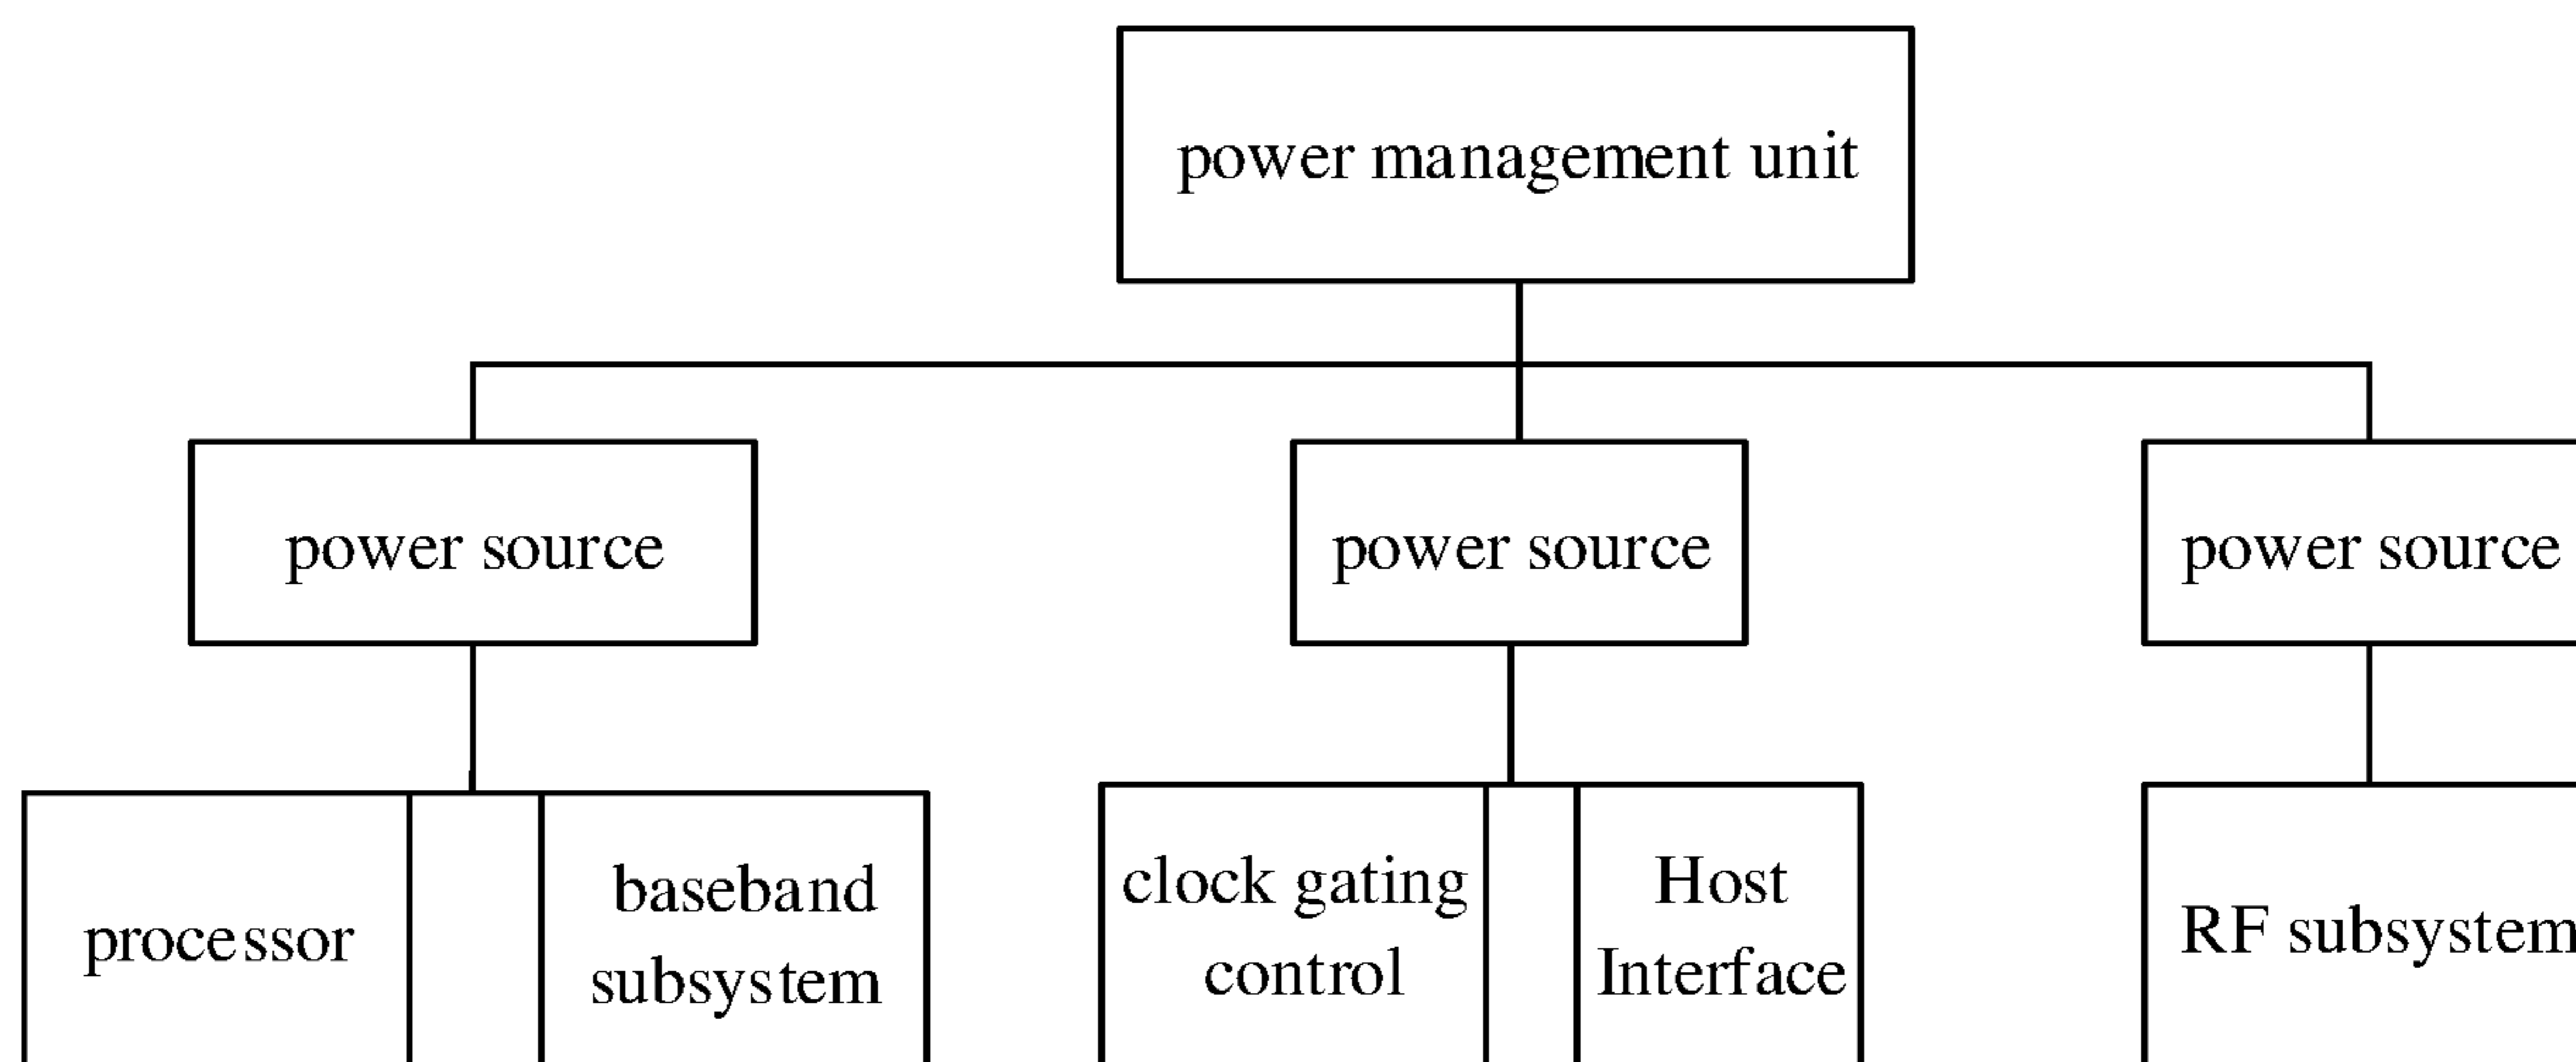 power management unit
power source
power source
power source
processor
baseband
subsystem
clock gating
control
Host
Interface
RF subsystem